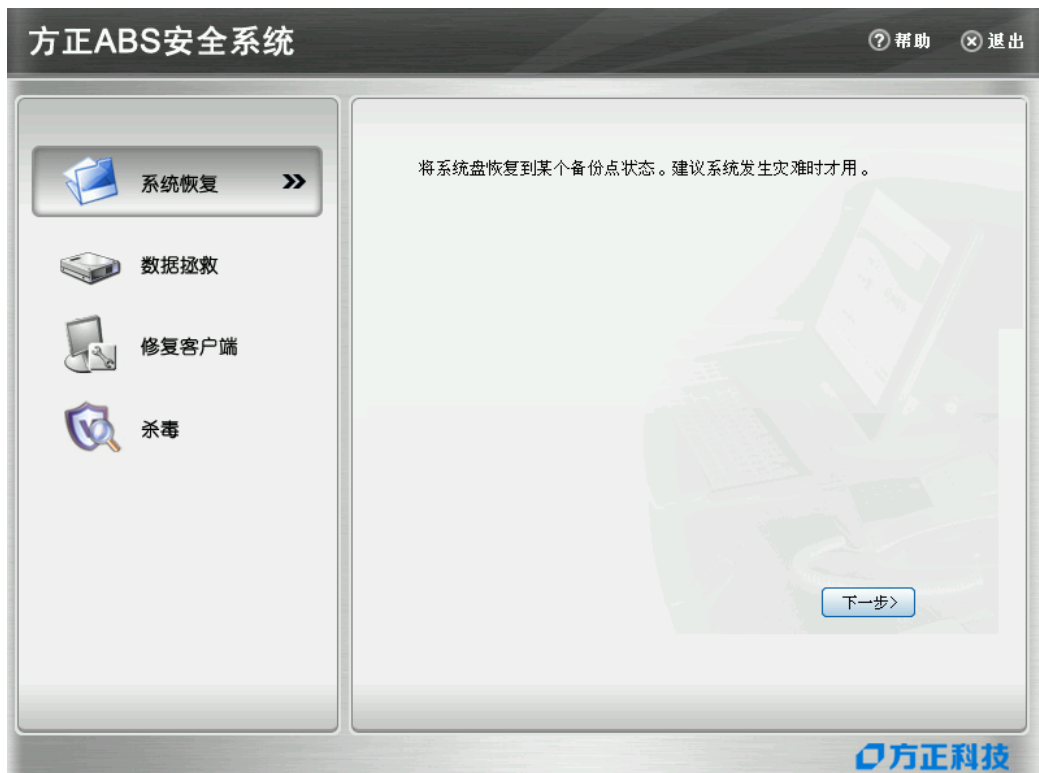 方正ABS安全系统
帮助 退出
系统恢复
数据拯救
修复客户端
杀毒
将系统盘恢复到某个备份点状态。建议系统发生灾难时才用。
下一步>
方正科技